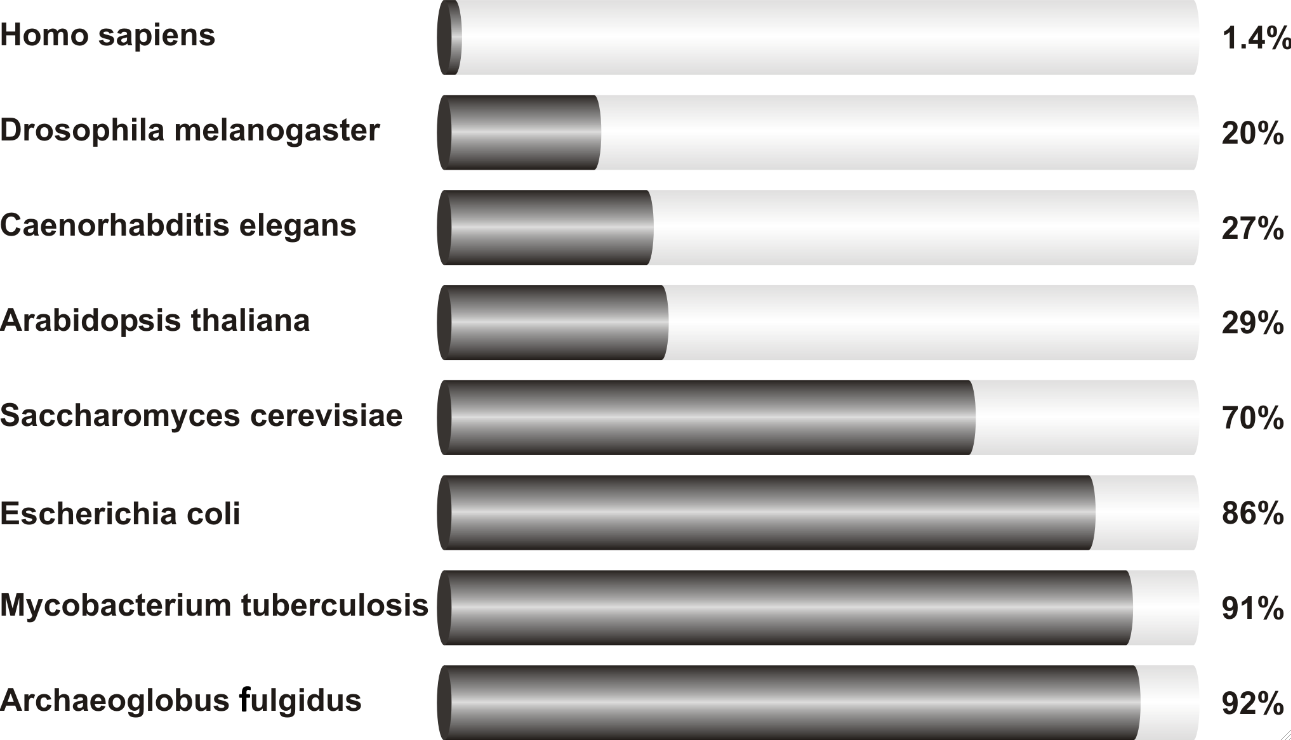 Homo sapiens 1.4%
Drosophila melanogaster 20%
Caenorhabditis elegans 27%
Arabidopsis thaliana 29%
Saccharomyces cerevisiae 70%
Escherichia coli 86%
Mycobacterium tuberculosis 91%
Archaeoglobus fulgidus 92%